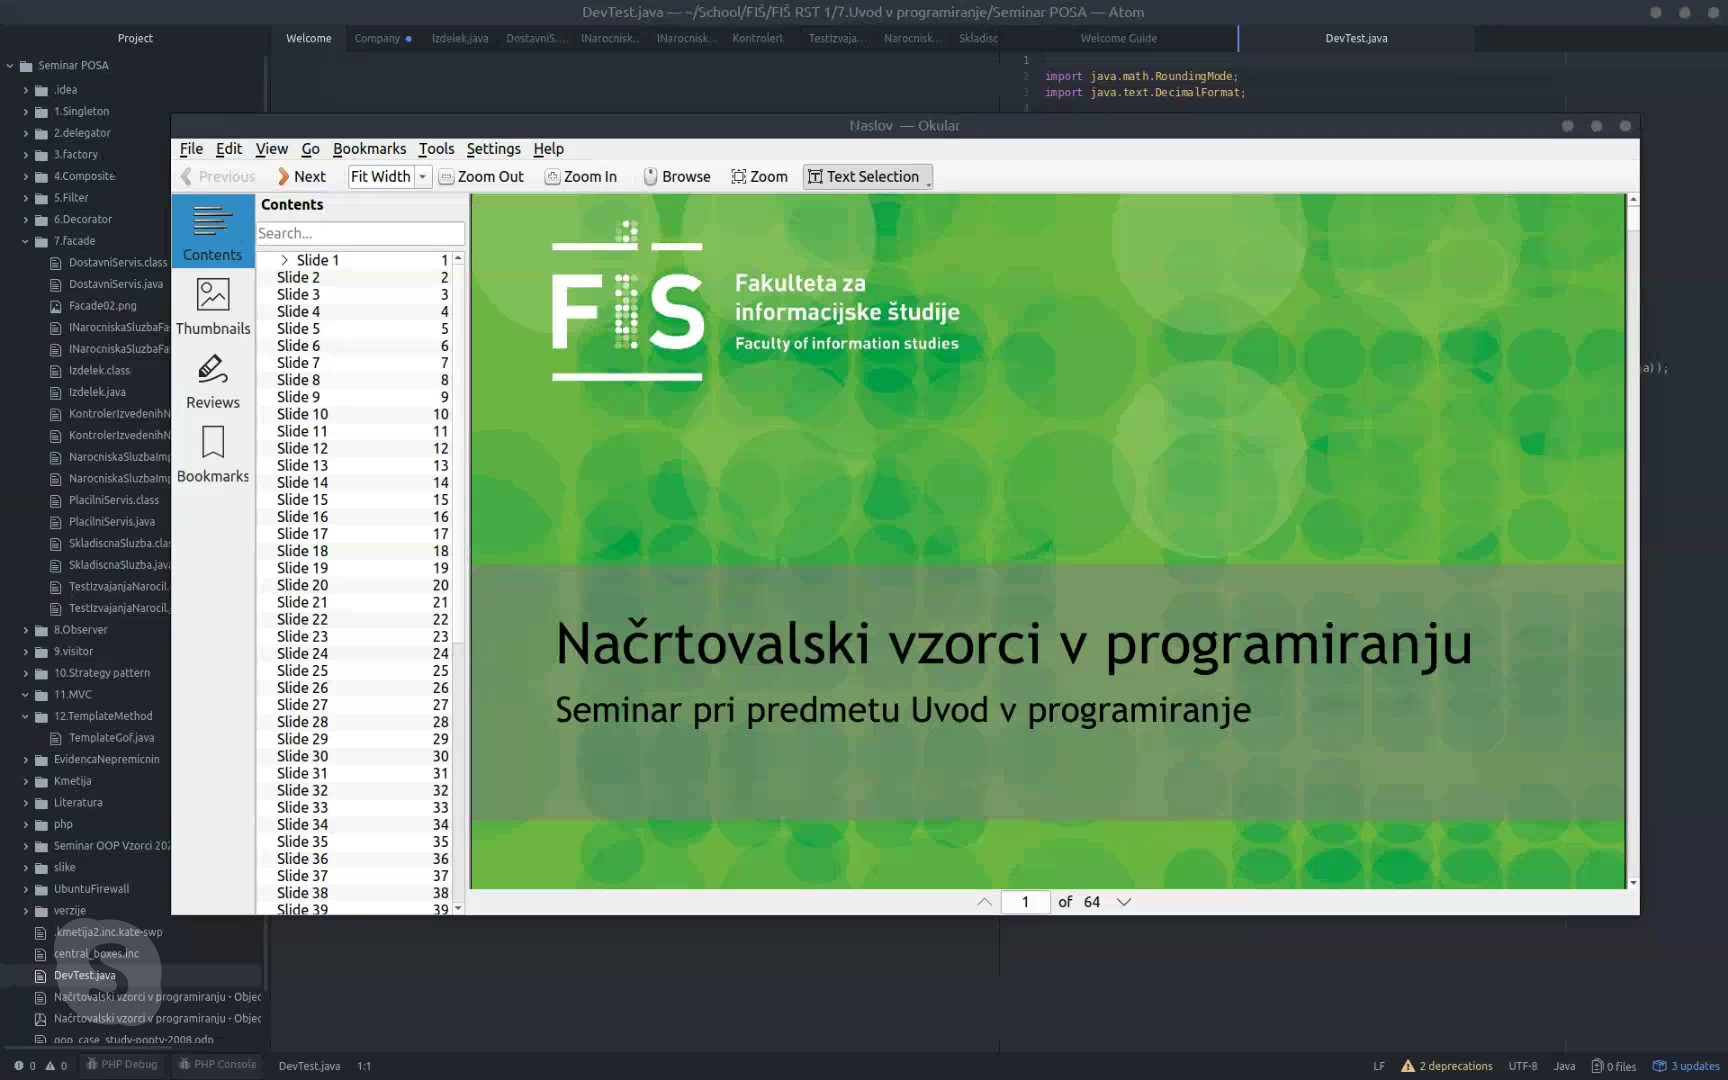 DevTest.java — ~/School/FIŠ/FIŠ RST 1/7.Uvod v programiranje/Seminar POSA — Atom
Project
Welcome
Company
Izdelek.java
DostavniS...
INarocnisk...
INarocnisk...
Kontrolerl.
TestIzvaja...
Narocnisk...
Skladisc
Welcome Guide
DevTest.java
1
2 import java.math.RoundingMode;
3 import java.text.DecimalFormat;
4
a));
Seminar POSA
.idea
1.Singleton
2.delegator
3.factory
4.Composite
5.Filter
6.Decorator
7.facade
DostavniServis.class
DostavniServis.java
Facade02.png
INarocniskaSluzbaFa
INarocniskaSluzbaFa
Izdelek.class
Izdelek.java
KontrolerIzvedenihN
KontrolerIzvedenihN
NarocniskaSluzbaImp
NarocniskaSluzbaImp
PlacilniServis.class
PlacilniServis.java
SkladiscnaSluzba.clas
SkladiscnaSluzba.java
TestIzvajanjaNarocil.
TestIzvajanjaNarocil.
8.Observer
9.visitor
10.Strategy pattern
11.MVC
12.TemplateMethod
TemplateGof.java
EvidencaNepremicnin
Kmetija
Literatura
php
Seminar OOP Vzorci 202
slike
UbuntuFirewall
verzije
.kmetija2.inc.kate-swp
central_boxes.inc
DevTest.java
Načrtovalski vzorci v programiranju - Objec
Načrtovalski vzorci v programiranju - Objec
oop_case_study-poptv-2008.odp
Naslov — Okular
File Edit View Go Bookmarks Tools Settings Help
Previous Next Fit Width Zoom Out Zoom In Browse Zoom Text Selection
Contents
Thumbnails
Reviews
Bookmarks
Contents
Search...
Slide 1 1
Slide 2 2
Slide 3 3
Slide 4 4
Slide 5 5
Slide 6 6
Slide 7 7
Slide 8 8
Slide 9 9
Slide 10 10
Slide 11 11
Slide 12 12
Slide 13 13
Slide 14 14
Slide 15 15
Slide 16 16
Slide 17 17
Slide 18 18
Slide 19 19
Slide 20 20
Slide 21 21
Slide 22 22
Slide 23 23
Slide 24 24
Slide 25 25
Slide 26 26
Slide 27 27
Slide 28 28
Slide 29 29
Slide 30 30
Slide 31 31
Slide 32 32
Slide 33 33
Slide 34 34
Slide 35 35
Slide 36 36
Slide 37 37
Slide 38 38
Slide 39 39
FiS
Fakulteta za
informacijske študije
Faculty of information studies
Načrtovalski vzorci v programiranju
Seminar pri predmetu Uvod v programiranje
1 of 64
0 0 PHP Debug PHP Console DevTest.java 1:1
LF 2 deprecations UTF-8 Java 0 files 3 updates